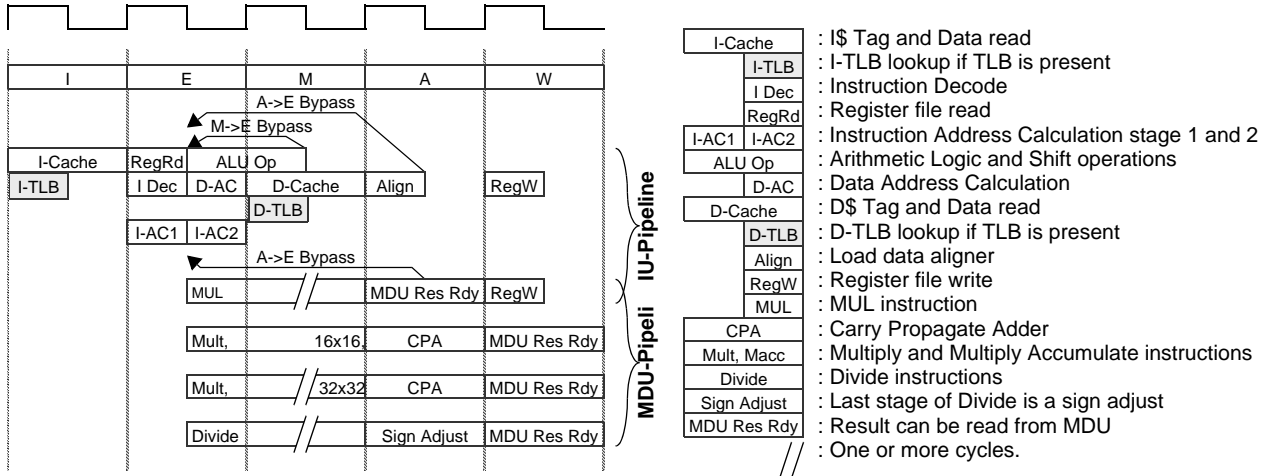 I E M A W
A->E Bypass
M->E Bypass
I-Cache RegRd ALU Op
I-TLB I Dec D-AC D-Cache Align RegW
D-TLB
I-AC1 I-AC2
A->E Bypass
MUL MDU Res Rdy RegW
Mult, 16x16, CPA MDU Res Rdy
Mult, 32x32 CPA MDU Res Rdy
Divide Sign Adjust MDU Res Rdy
IU-Pipeline
MDU-Pipeli
I-Cache : I$ Tag and Data read
I-TLB : I-TLB lookup if TLB is present
I Dec : Instruction Decode
RegRd : Register file read
I-AC1 I-AC2 : Instruction Address Calculation stage 1 and 2
ALU Op : Arithmetic Logic and Shift operations
D-AC : Data Address Calculation
D-Cache : D$ Tag and Data read
D-TLB : D-TLB lookup if TLB is present
Align : Load data aligner
RegW : Register file write
MUL : MUL instruction
CPA : Carry Propagate Adder
Mult, Macc : Multiply and Multiply Accumulate instructions
Divide : Divide instructions
Sign Adjust : Last stage of Divide is a sign adjust
MDU Res Rdy : Result can be read from MDU
: One or more cycles.